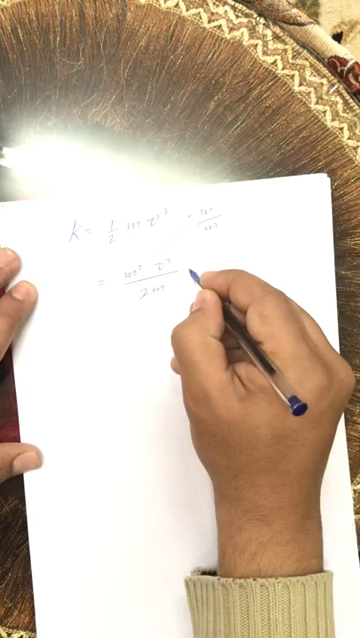 K = 1/2 m v² · m/m
= m² v² / 2m